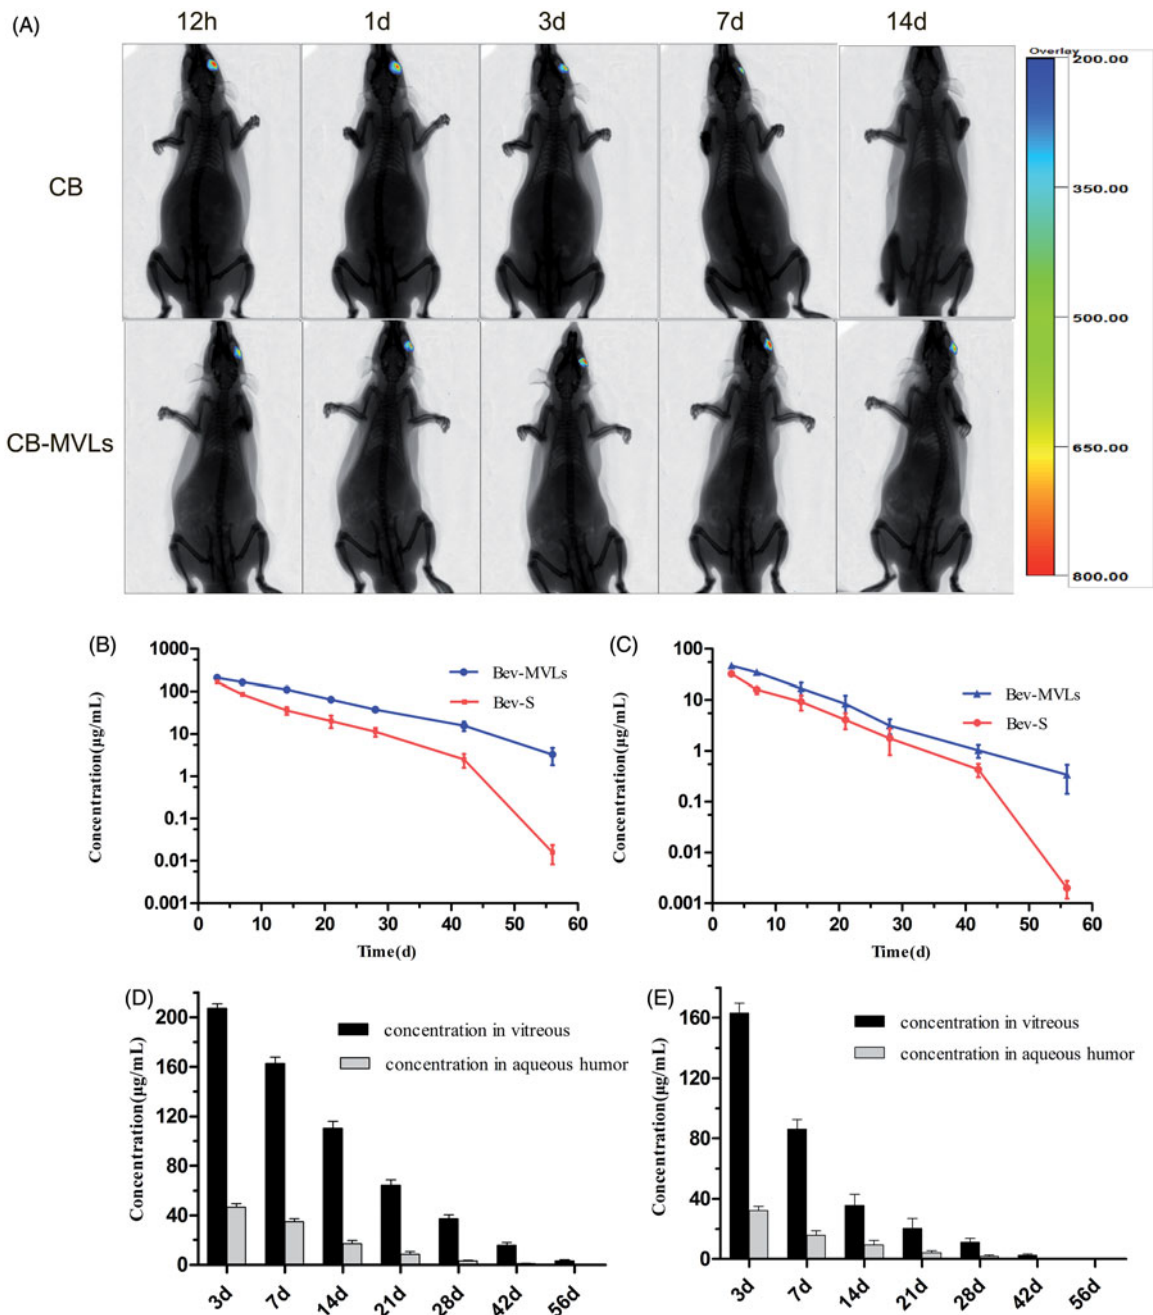 (A)
12h 1d 3d 7d 14d
Overlay
200.00
350.00
500.00
650.00
800.00
CB
CB-MVLs
(B)
1000
100
10
1
0.1
0.01
0.001
Concentration(μg/mL)
Bev-MVLs
Bev-S
0 10 20 30 40 50 60
Time(d)
(C)
100
10
1
0.1
0.01
0.001
Concentration(μg/mL)
Bev-MVLs
Bev-S
0 10 20 30 40 50 60
Time(d)
(D)
200
160
120
80
40
0
Concentration(μg/mL)
concentration in vitreous
concentration in aqueous humor
3d 7d 14d 21d 28d 42d 56d
(E)
160
120
80
40
0
Concentration(μg/mL)
concentration in vitreous
concentration in aqueous humor
3d 7d 14d 21d 28d 42d 56d